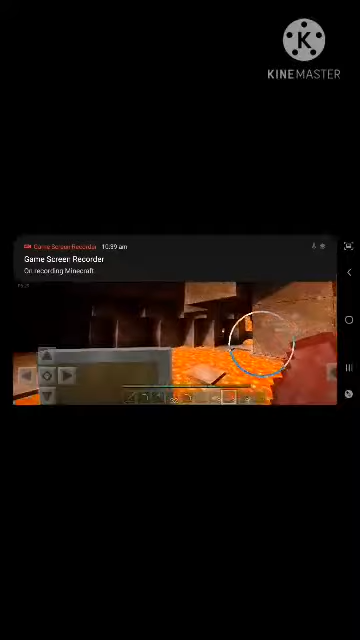 K
KINEMASTER
Game Screen Recorder 10:39 am
Game Screen Recorder
On recording Minecraft